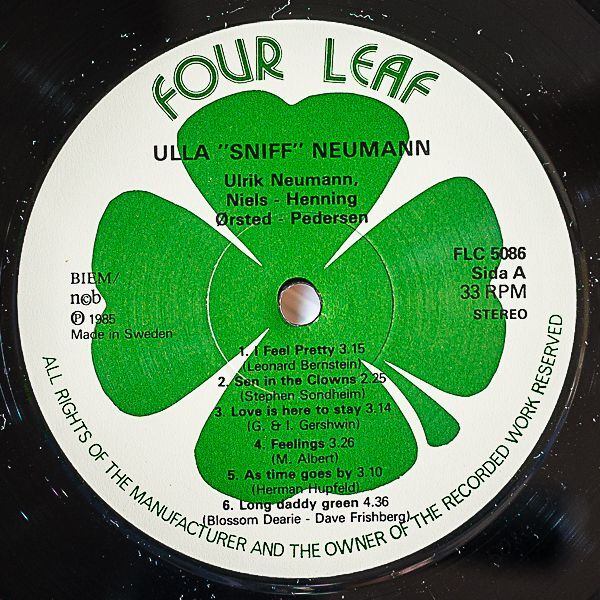 FOUR LEAF
ULLA "SNIFF" NEUMANN
Ulrik Neumann,
Niels - Henning
Ørsted - Pedersen
BIEM/
n©b
℗ 1985
Made in Sweden
FLC 5086
Sida A
33 RPM
STEREO
1. I Feel Pretty 3.15
(Leonard Bernstein)
2. Sen in the Clowns 2.25
(Stephen Sondheim)
3. Love is here to stay 3.14
(G. & I. Gershwin)
4. Feelings 3.26
(M. Albert)
5. As time goes by 3.10
(Herman Hupfeld)
6. Long daddy green 4.36
(Blossom Dearie - Dave Frishberg)
ALL RIGHTS OF THE MANUFACTURER AND THE OWNER OF THE RECORDED WORK RESERVED